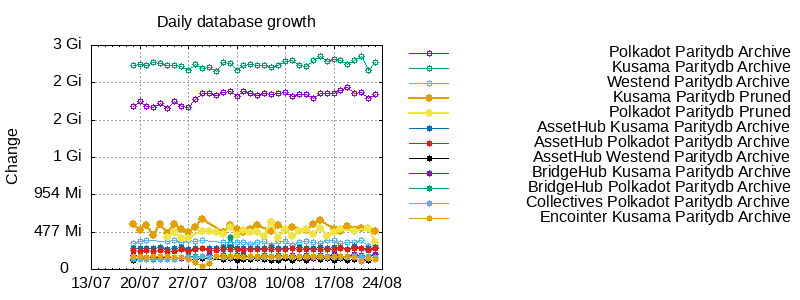 Daily database growth
3 Gi
2 Gi
2 Gi
1 Gi
954 Mi
477 Mi
0
Change
13/07 20/07 27/07 03/08 10/08 17/08 24/08
Polkadot Paritydb Archive
Kusama Paritydb Archive
Westend Paritydb Archive
Kusama Paritydb Pruned
Polkadot Paritydb Pruned
AssetHub Kusama Paritydb Archive
AssetHub Polkadot Paritydb Archive
AssetHub Westend Paritydb Archive
BridgeHub Kusama Paritydb Archive
BridgeHub Polkadot Paritydb Archive
Collectives Polkadot Paritydb Archive
Encointer Kusama Paritydb Archive